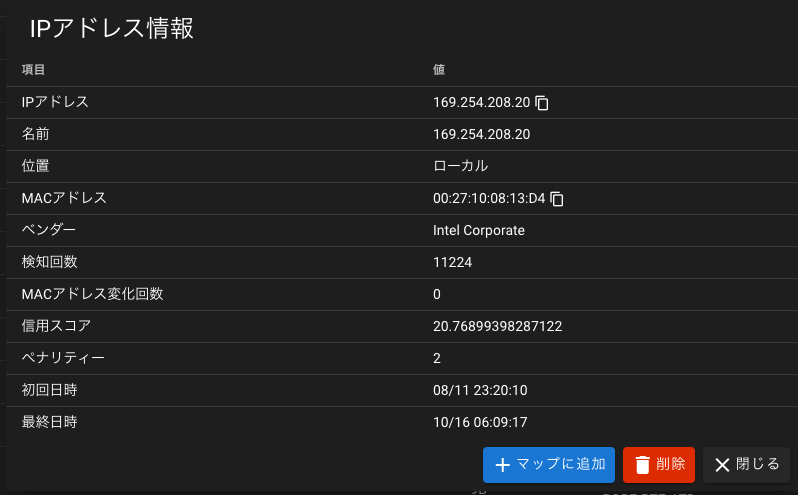 IPアドレス情報
項目 値
IPアドレス 169.254.208.20
名前 169.254.208.20
位置 ローカル
MACアドレス 00:27:10:08:13:D4
ベンダー Intel Corporate
検知回数 11224
MACアドレス変化回数 0
信用スコア 20.76899398287122
ペナリティー 2
初回日時 08/11 23:20:10
最終日時 10/16 06:09:17
マップに追加 削除 閉じる